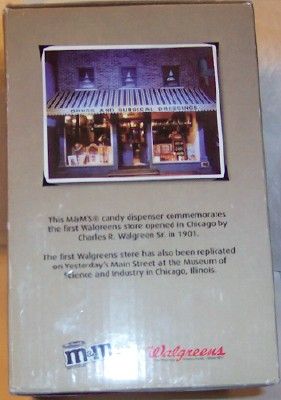 DRUGS AND SURGICAL DRESSINGS
This M&M'S® candy dispenser commemorates
the first Walgreens store opened in Chicago by
Charles R. Walgreen Sr. in 1901.
The first Walgreens store has also been replicated
on Yesterday's Main Street at the Museum of
Science and Industry in Chicago, Illinois.
m&m
Walgreens